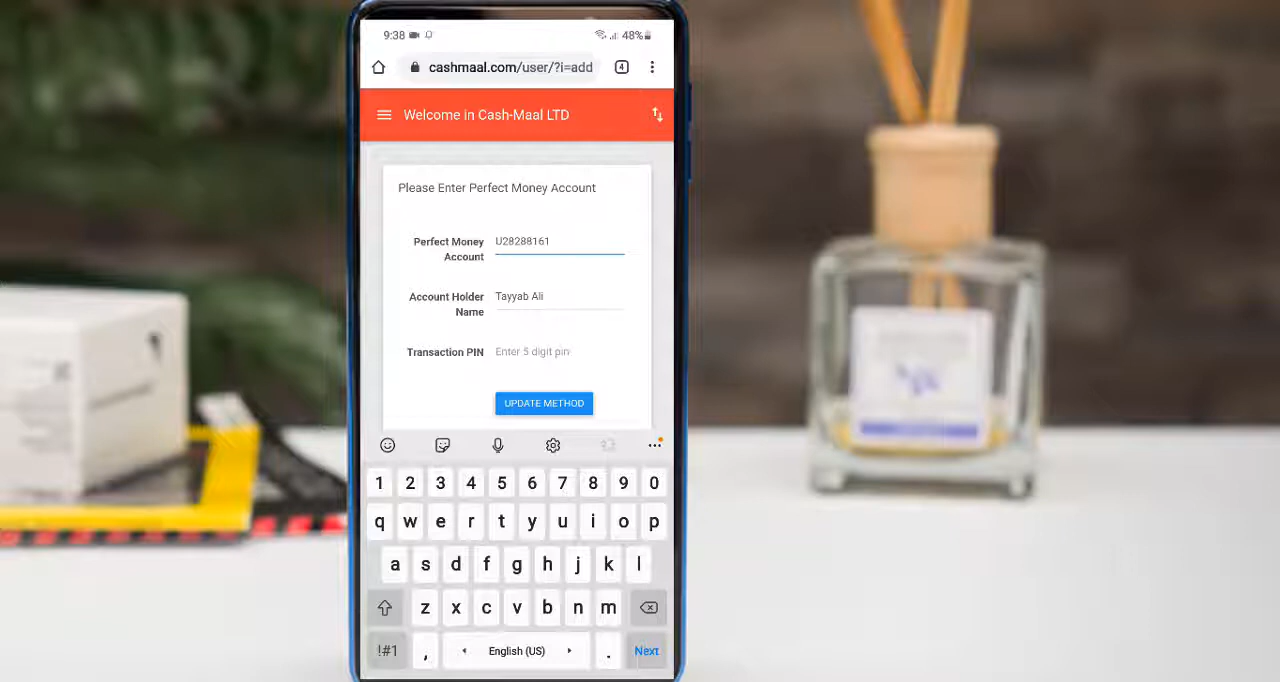 9:38 48%
cashmaal.com/user/?i=add 4
Welcome in Cash-Maal LTD
Please Enter Perfect Money Account
Perfect Money Account U28288161
Account Holder Name Tayyab Ali
Transaction PIN Enter 5 digit pin
UPDATE METHOD
1 2 3 4 5 6 7 8 9 0
q w e r t y u i o p
a s d f g h j k l
z x c v b n m
!#1 , English (US) . Next